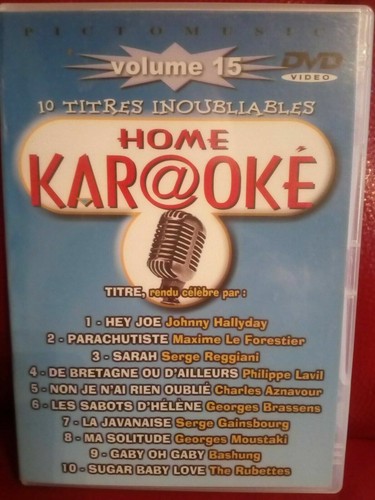 PICTOMUSIC
volume 15
DVD
VIDEO
10 TITRES INOUBLIABLES
HOME
KAR@OKÉ
TITRE, rendu célèbre par :
1 - HEY JOE Johnny Hallyday
2 - PARACHUTISTE Maxime Le Forestier
3 - SARAH Serge Reggiani
4 - DE BRETAGNE OU D'AILLEURS Philippe Lavil
5 - NON JE N'AI RIEN OUBLIÉ Charles Aznavour
6 - LES SABOTS D'HÉLÈNE Georges Brassens
7 - LA JAVANAISE Serge Gainsbourg
8 - MA SOLITUDE Georges Moustaki
9 - GABY OH GABY Bashung
10 - SUGAR BABY LOVE The Rubettes